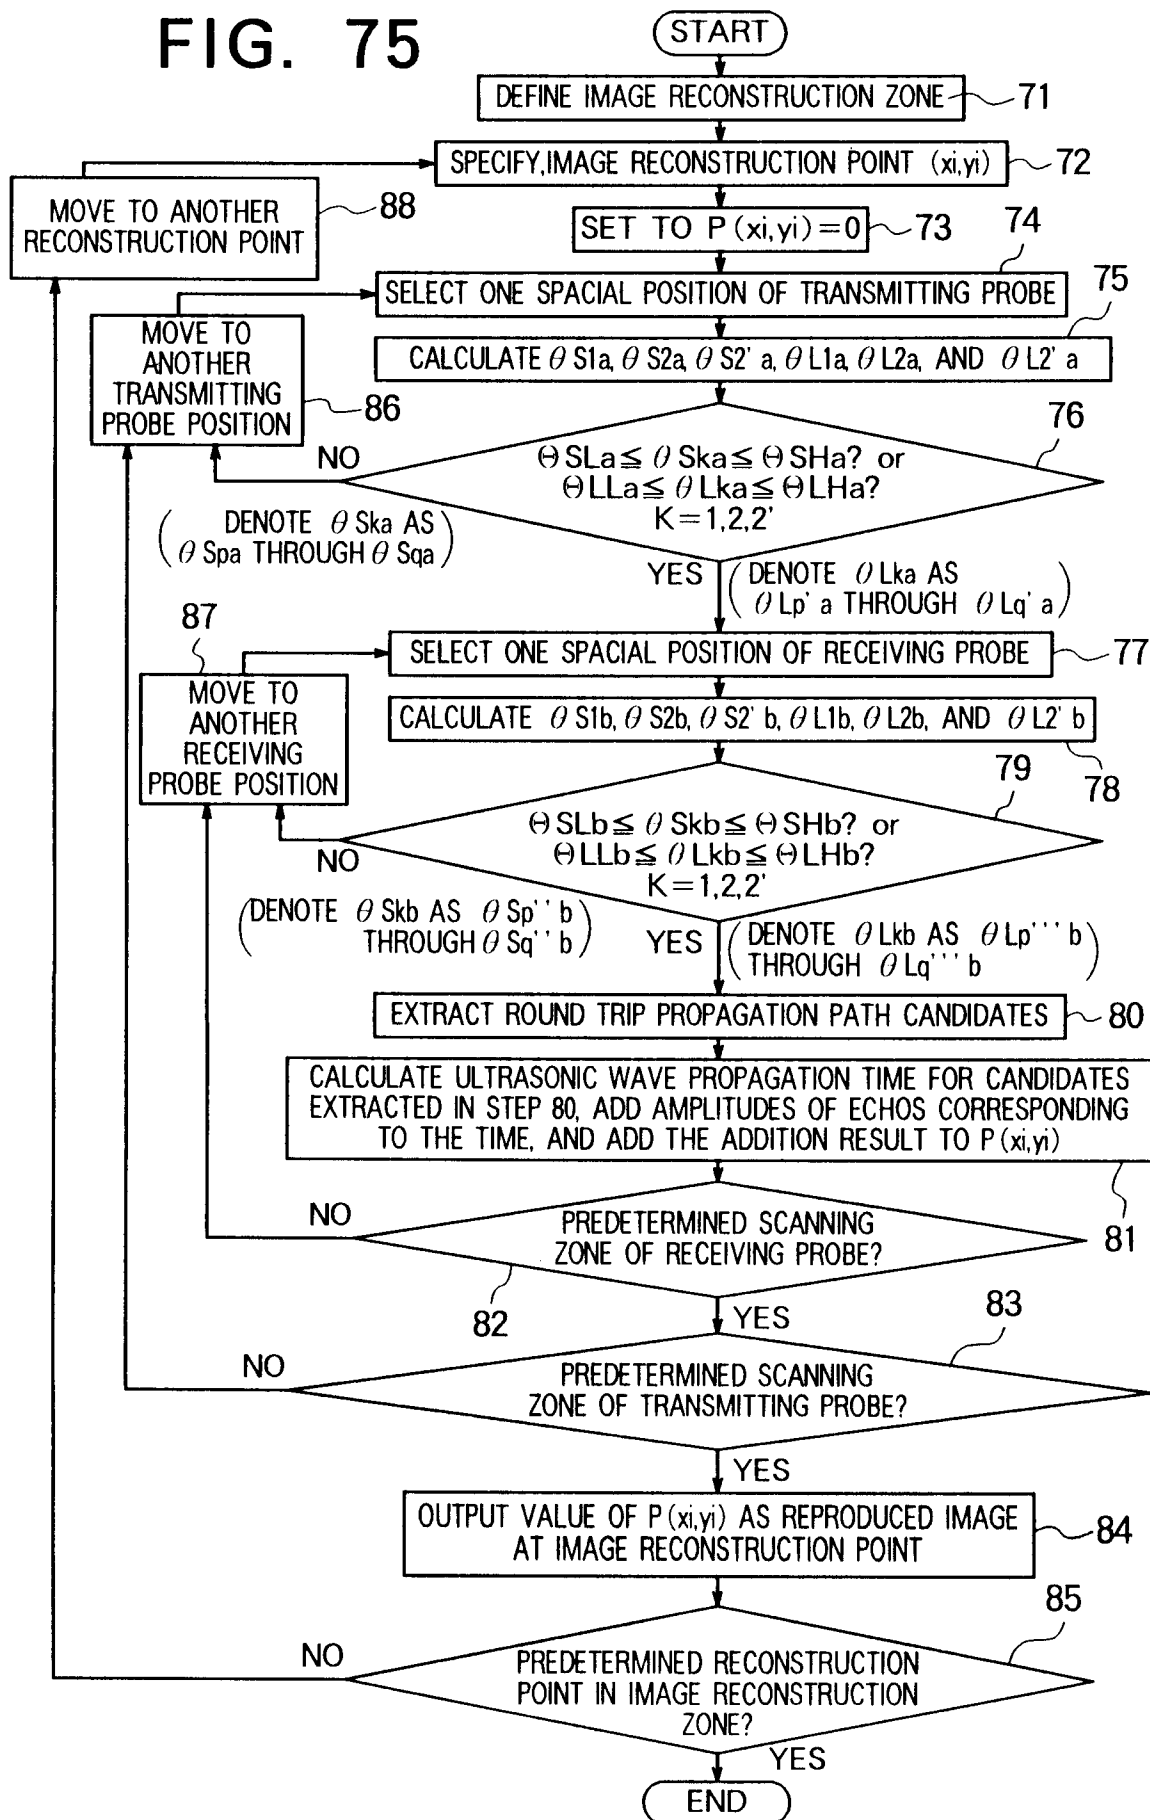 FIG. 75
START
DEFINE IMAGE RECONSTRUCTION ZONE
71
SPECIFY,IMAGE RECONSTRUCTION POINT (xi,yi)
72
MOVE TO ANOTHER
RECONSTRUCTION POINT
88
SET TO P(xi,yi)=0
73
74
SELECT ONE SPACIAL POSITION OF TRANSMITTING PROBE
75
MOVE TO
ANOTHER
TRANSMITTING
PROBE POSITION
86
CALCULATE θ S1a, θ S2a, θ S2' a, θ L1a, θ L2a, AND θ L2' a
76
NO
Θ SLa≦ θ Ska≦ Θ SHa? or
Θ LLa≦ θ Lka≦ Θ LHa?
K=1,2,2'
(DENOTE θ Ska AS
θ Spa THROUGH θ Sqa)
YES
(DENOTE θ Lka AS
θ Lp' a THROUGH θ Lq' a)
87
SELECT ONE SPACIAL POSITION OF RECEIVING PROBE
77
MOVE TO
ANOTHER
RECEIVING
PROBE POSITION
CALCULATE θ S1b, θ S2b, θ S2' b, θ L1b, θ L2b, AND θ L2' b
78
79
NO
Θ SLb≦ θ Skb≦ Θ SHb? or
Θ LLb≦ θ Lkb≦ Θ LHb?
K=1,2,2'
(DENOTE θ Skb AS θ Sp'' b
THROUGH θ Sq'' b)
YES
(DENOTE θ Lkb AS θ Lp''' b
THROUGH θ Lq''' b)
EXTRACT ROUND TRIP PROPAGATION PATH CANDIDATES
80
CALCULATE ULTRASONIC WAVE PROPAGATION TIME FOR CANDIDATES
EXTRACTED IN STEP 80, ADD AMPLITUDES OF ECHOS CORRESPONDING
TO THE TIME, AND ADD THE ADDITION RESULT TO P(xi,yi)
81
NO
PREDETERMINED SCANNING
ZONE OF RECEIVING PROBE?
82
YES
83
NO
PREDETERMINED SCANNING
ZONE OF TRANSMITTING PROBE?
YES
OUTPUT VALUE OF P(xi,yi) AS REPRODUCED IMAGE
AT IMAGE RECONSTRUCTION POINT
84
85
NO
PREDETERMINED RECONSTRUCTION
POINT IN IMAGE RECONSTRUCTION
ZONE?
YES
END